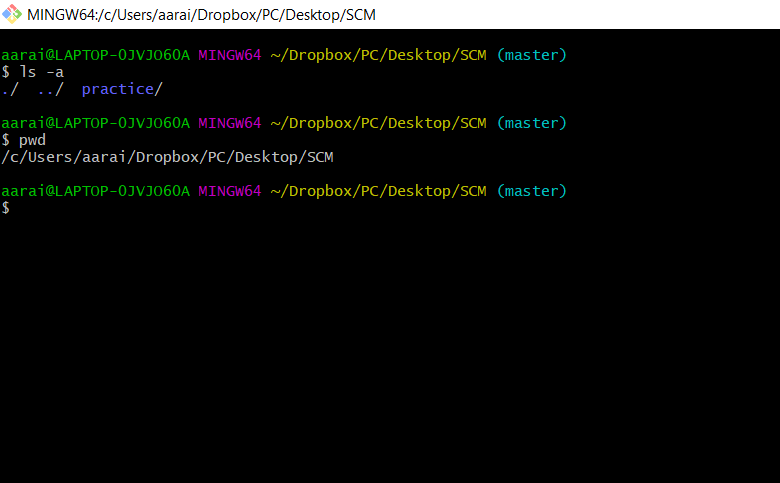 MINGW64:/c/Users/aarai/Dropbox/PC/Desktop/SCM
aarai@LAPTOP-0JVJO60A MINGW64 ~/Dropbox/PC/Desktop/SCM (master)
$ ls -a
./  ../  practice/
aarai@LAPTOP-0JVJO60A MINGW64 ~/Dropbox/PC/Desktop/SCM (master)
$ pwd
/c/Users/aarai/Dropbox/PC/Desktop/SCM
aarai@LAPTOP-0JVJO60A MINGW64 ~/Dropbox/PC/Desktop/SCM (master)
$